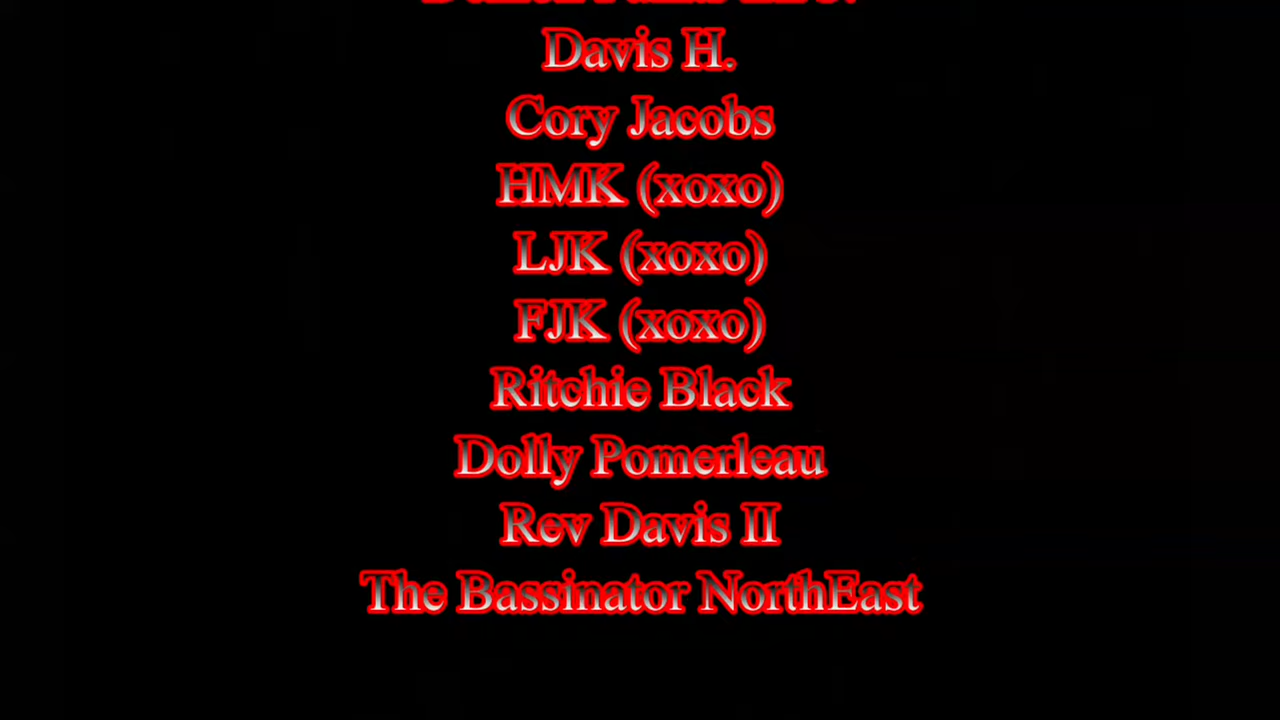 Davis H.
Cory Jacobs
HMK (xoxo)
LJK (xoxo)
FJK (xoxo)
Ritchie Black
Dolly Pomerleau
Rev Davis II
The Bassinator NorthEast